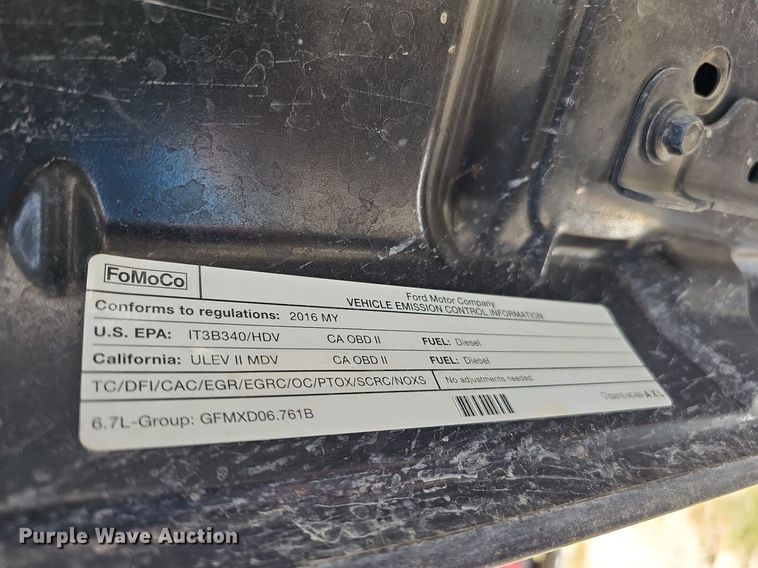 FoMoCo
Ford Motor Company
VEHICLE EMISSION CONTROL INFORMATION
Conforms to regulations: 2016 MY
U.S. EPA: IT3B340/HDV CA OBD II FUEL: Diesel
California: ULEV II MDV CA OBD II FUEL: Diesel
TC/DFI/CAC/EGR/EGRC/OC/PTOX/SCRC/NOXS No adjustments needed.
6.7L-Group: GFMXD06.761B
AXL
Purple Wave Auction